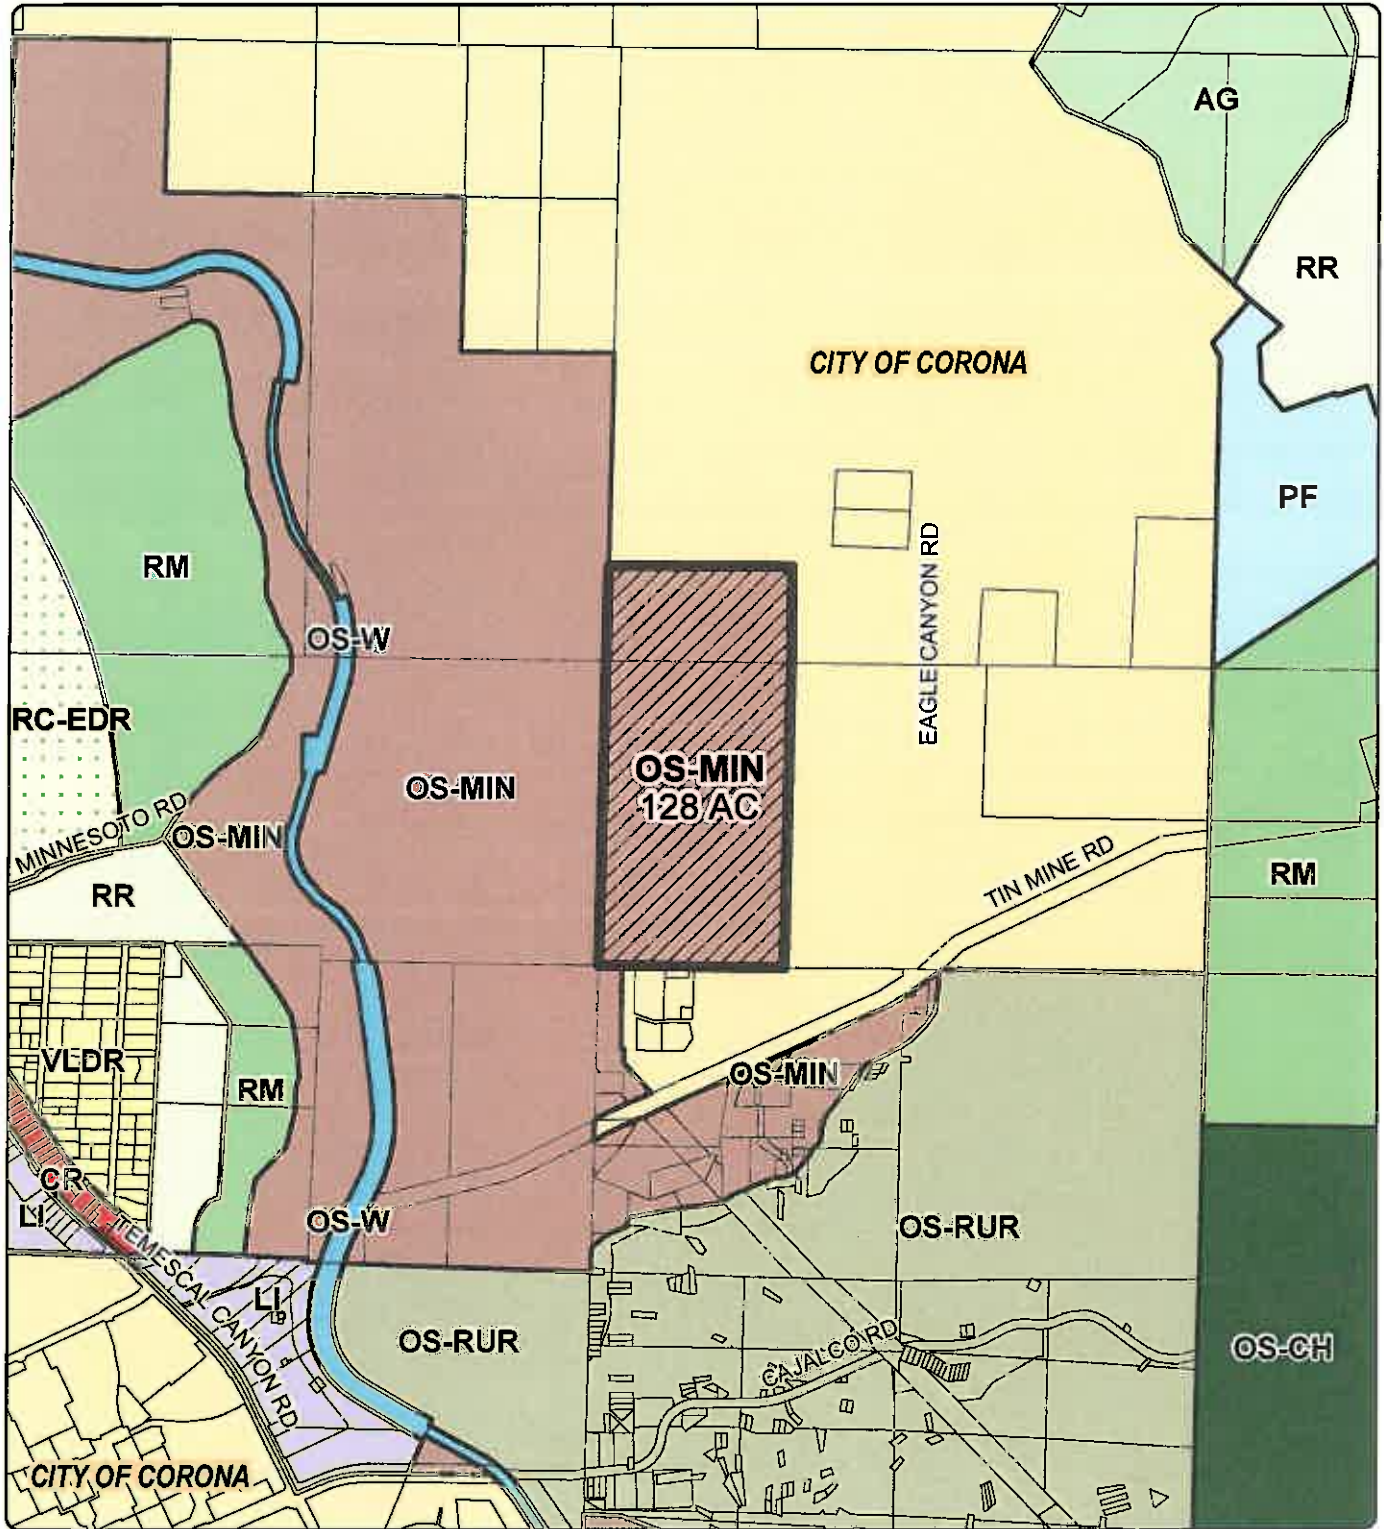 AG
RR
CITY OF CORONA
PF
EAGLE CANYON RD
RM
OS-W
RC-EDR
OS-MIN
OS-MIN
128 AC
MINNESOTO RD
OS-MIN
TIN MINE RD
RM
RR
VLDR
RM
OS-MIN
CR
LI
OS-W
TEMESCAL CANYON RD
OS-RUR
LI
OS-RUR
CAJALCO RD
OS-CH
CITY OF CORONA